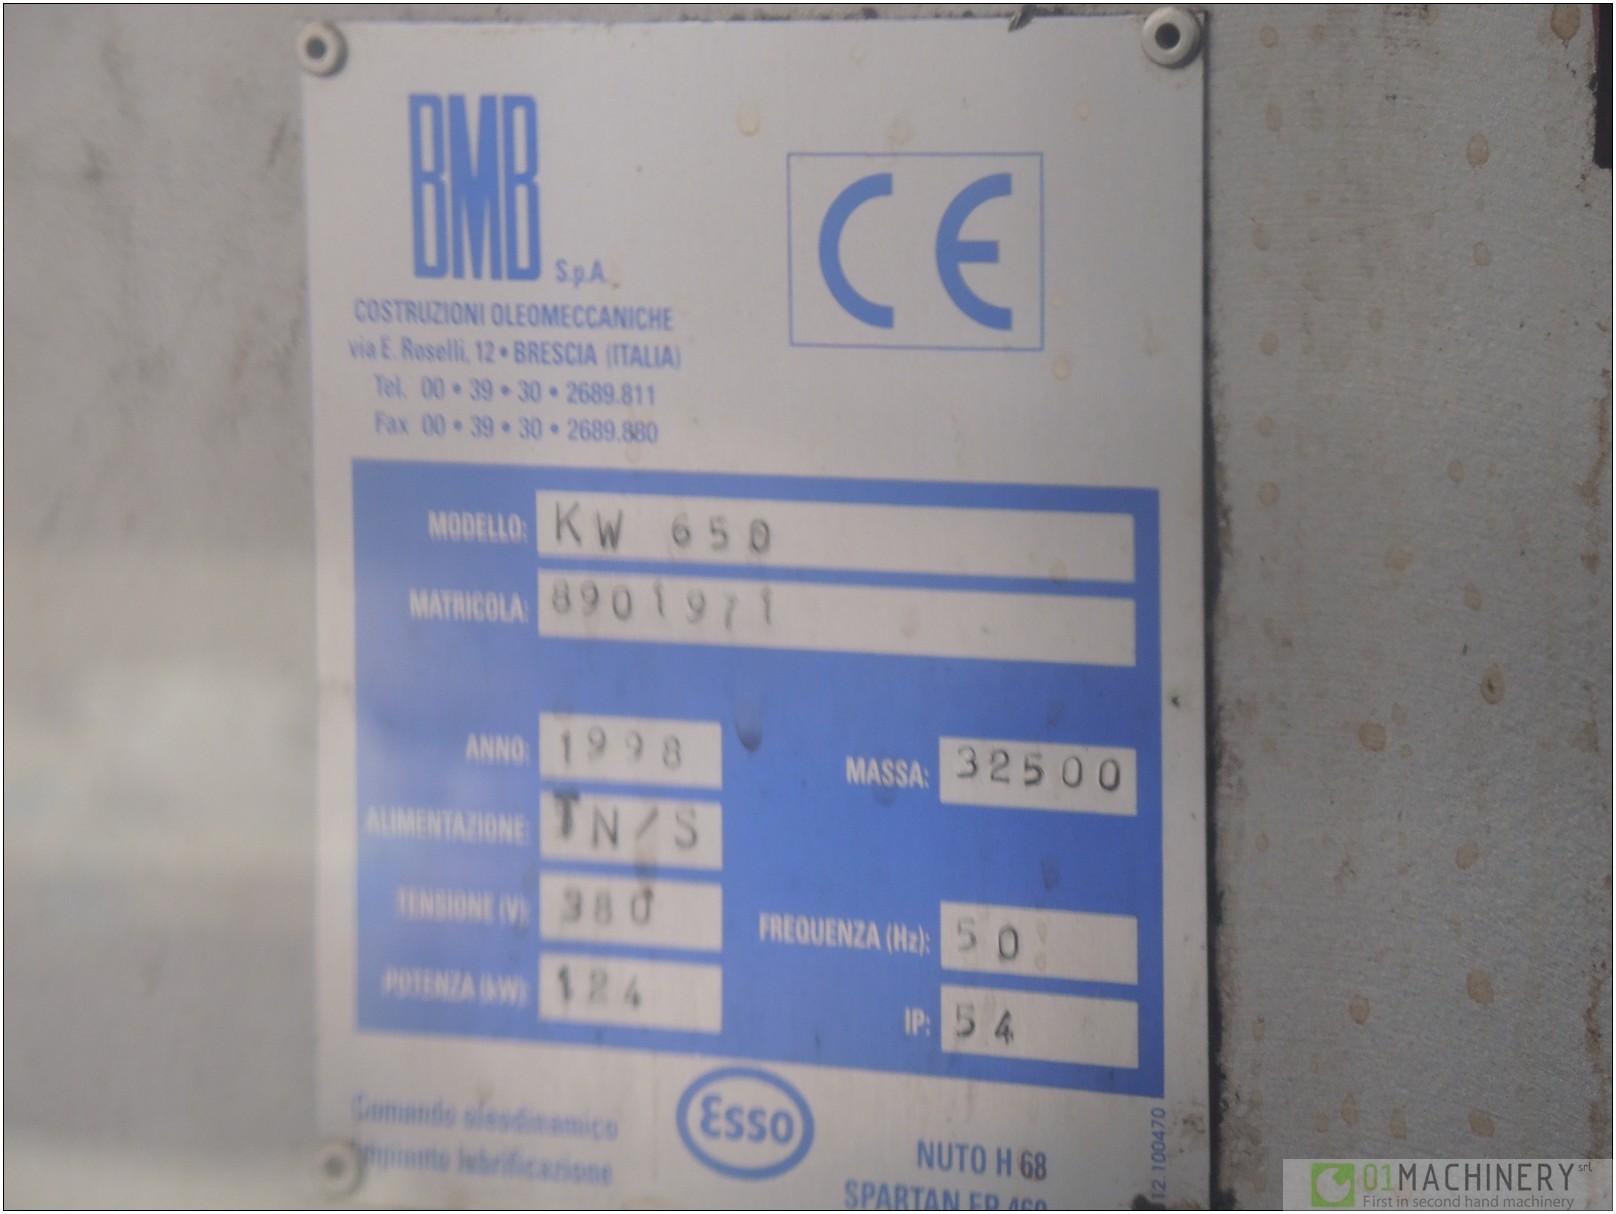 BMB S.p.A.
CE
COSTRUZIONI OLEOMECCANICHE
via E. Roselli, 12 • BRESCIA (ITALIA)
Tel. 00 • 39 • 30 • 2689.811
Fax 00 • 39 • 30 • 2689.880
MODELLO: KW 650
MATRICOLA: 8901971
ANNO: 1998 MASSA: 32500
ALIMENTAZIONE: TN/S
TENSIONE (V): 380 FREQUENZA (Hz): 50
POTENZA (kW): 124 IP: 54
Comando oleodinamico Esso NUTO H 68
impianto lubrificazione SPARTAN EP 460
12.100470
01MACHINERY srl
First in second hand machinery